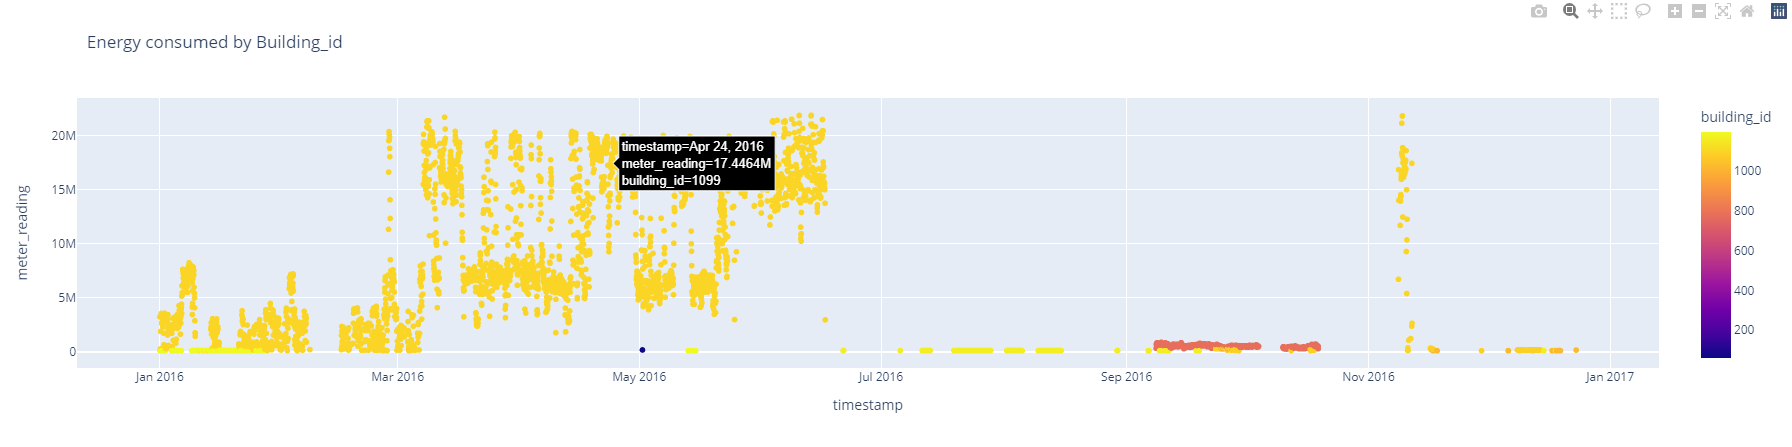 Energy consumed by Building_id
building_id
20M
15M
10M
5M
0
meter_reading
timestamp=Apr 24, 2016
meter_reading=17.4464M
building_id=1099
1000
800
600
400
200
Jan 2016
Mar 2016
May 2016
Jul 2016
Sep 2016
Nov 2016
Jan 2017
timestamp